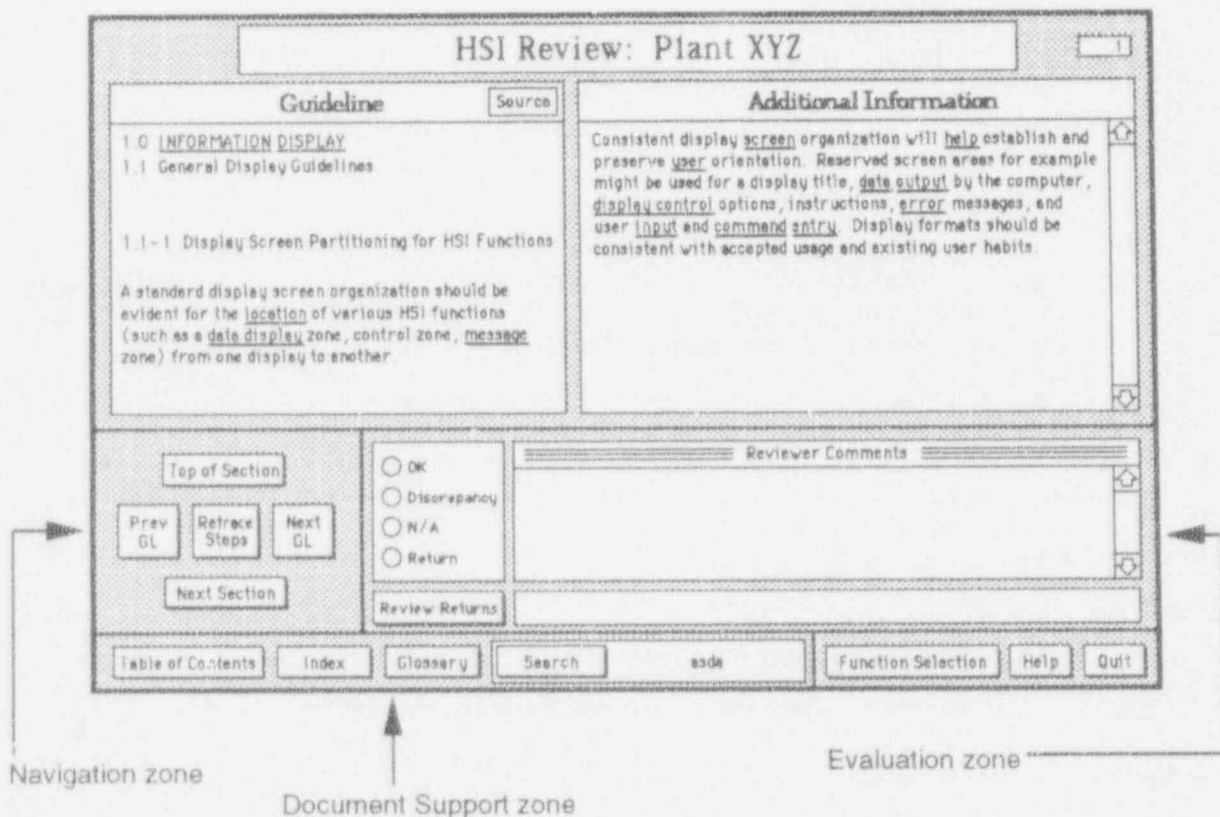 HSI Review: Plant XYZ
1
Guideline
Source
1.0 INFORMATION DISPLAY
1.1 General Display Guidelines
1.1-1 Display Screen Partitioning for HSI Functions
A standard display screen organization should be
evident for the location of various HSI functions
(such as a data display zone, control zone, message
zone) from one display to another.
Additional Information
Consistent display screen organization will help establish and
preserve user orientation. Reserved screen areas for example
might be used for a display title, data output by the computer,
display control options, instructions, error messages, and
user input and command entry. Display formats should be
consistent with accepted usage and existing user habits.
Top of Section
Prev
GL
Retrace
Steps
Next
GL
Next Section
OK
Discrepancy
N/A
Return
Review Returns
Reviewer Comments
Table of Contents
Index
Glossary
Search
asda
Function Selection
Help
Quit
Navigation zone
Document Support zone
Evaluation zone